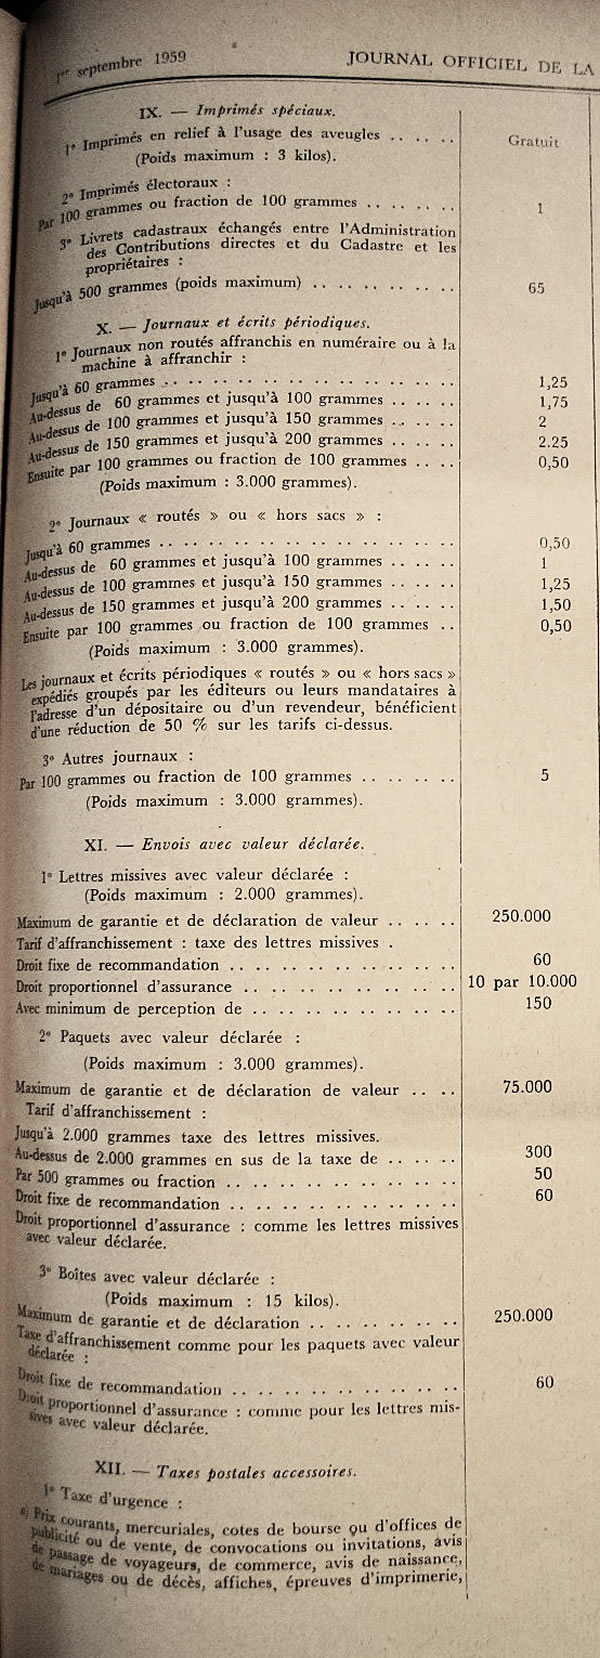 1er septembre 1959 JOURNAL OFFICIEL DE LA
IX. — Imprimés spéciaux.
1° Imprimés en relief à l'usage des aveugles . . . . . . Gratuit
(Poids maximum : 3 kilos).
2° Imprimés électoraux :
Par 100 grammes ou fraction de 100 grammes . . . . . . . . 1
3° Livrets cadastraux échangés entre l'Administration
des Contributions directes et du Cadastre et les
propriétaires :
Jusqu'à 500 grammes (poids maximum) . . . . . . . . . . . . 65
X. — Journaux et écrits périodiques.
1° Journaux non routés affranchis en numéraire ou à la
machine à affranchir :
Jusqu'à 60 grammes . . . . . . . . . . . . . . . . . . . . . . . . 1,25
Au-dessus de 60 grammes et jusqu'à 100 grammes . . . . . . 1,75
Au-dessus de 100 grammes et jusqu'à 150 grammes . . . . . . 2
Au-dessus de 150 grammes et jusqu'à 200 grammes . . . . . . 2.25
Ensuite par 100 grammes ou fraction de 100 grammes . . . . 0,50
(Poids maximum : 3.000 grammes).
2° Journaux « routés » ou « hors sacs » :
Jusqu'à 60 grammes . . . . . . . . . . . . . . . . . . . . . . . . 0,50
Au-dessus de 60 grammes et jusqu'à 100 grammes . . . . . . 1
Au-dessus de 100 grammes et jusqu'à 150 grammes . . . . . . 1,25
Au-dessus de 150 grammes et jusqu'à 200 grammes . . . . . . 1,50
Ensuite par 100 grammes ou fraction de 100 grammes . . 0,50
(Poids maximum : 3.000 grammes).
Les journaux et écrits périodiques « routés » ou « hors sacs »
expédiés groupés par les éditeurs ou leurs mandataires à
l'adresse d'un dépositaire ou d'un revendeur, bénéficient
d'une réduction de 50 % sur les tarifs ci-dessus.
3° Autres journaux :
Par 100 grammes ou fraction de 100 grammes . . . . . . . . 5
(Poids maximum : 3.000 grammes).
XI. — Envois avec valeur déclarée.
1° Lettres missives avec valeur déclarée :
(Poids maximum : 2.000 grammes).
Maximum de garantie et de déclaration de valeur . . . . . . 250.000
Tarif d'affranchissement : taxe des lettres missives .
Droit fixe de recommandation . . . . . . . . . . . . . . . . . . 60
Droit proportionnel d'assurance . . . . . . . . . . . . . . . . . 10 par 10.000
Avec minimum de perception de . . . . . . . . . . . . . . . . 150
2° Paquets avec valeur déclarée :
(Poids maximum : 3.000 grammes).
Maximum de garantie et de déclaration de valeur . . . . 75.000
Tarif d'affranchissement :
Jusqu'à 2.000 grammes taxe des lettres missives.
Au-dessus de 2.000 grammes en sus de la taxe de . . . . . . 300
Par 500 grammes ou fraction . . . . . . . . . . . . . . . . . . 50
Droit fixe de recommandation . . . . . . . . . . . . . . . . . . 60
Droit proportionnel d'assurance : comme les lettres missives
avec valeur déclarée.
3° Boîtes avec valeur déclarée :
(Poids maximum : 15 kilos).
Maximum de garantie et de déclaration . . . . . . . . . . . . 250.000
Taxe d'affranchissement comme pour les paquets avec valeur
déclarée :
Droit fixe de recommandation . . . . . . . . . . . . . . . . . . 60
Droit proportionnel d'assurance : comme pour les lettres mis-
sives avec valeur déclarée.
XII. — Taxes postales accessoires.
1° Taxe d'urgence :
a) Prix courants, mercuriales, cotes de bourse ou d'offices de
publicité ou de vente, de convocations ou invitations, avis
de passage de voyageurs, de commerce, avis de naissance,
de mariages ou de décès, affiches, épreuves d'imprimerie,